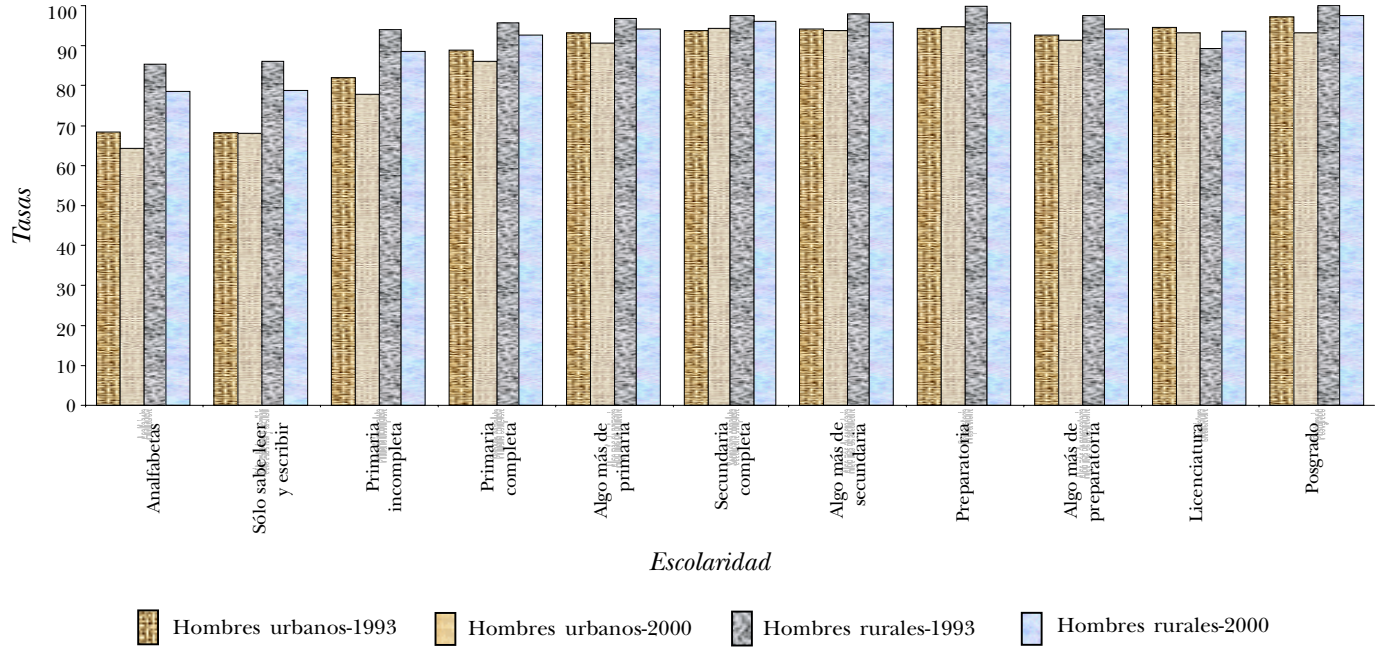 100
90
80
70
60
50
40
30
20
10
0
Tasas
Analfabetas
Sólo sabe leer
y escribir
Primaria
incompleta
Primaria
completa
Algo más de
primaria
Secundaria
completa
Algo más de
secundaria
Preparatoria
Algo más de
preparatoria
Licenciatura
Posgrado
Escolaridad
Hombres urbanos-1993
Hombres urbanos-2000
Hombres rurales-1993
Hombres rurales-2000